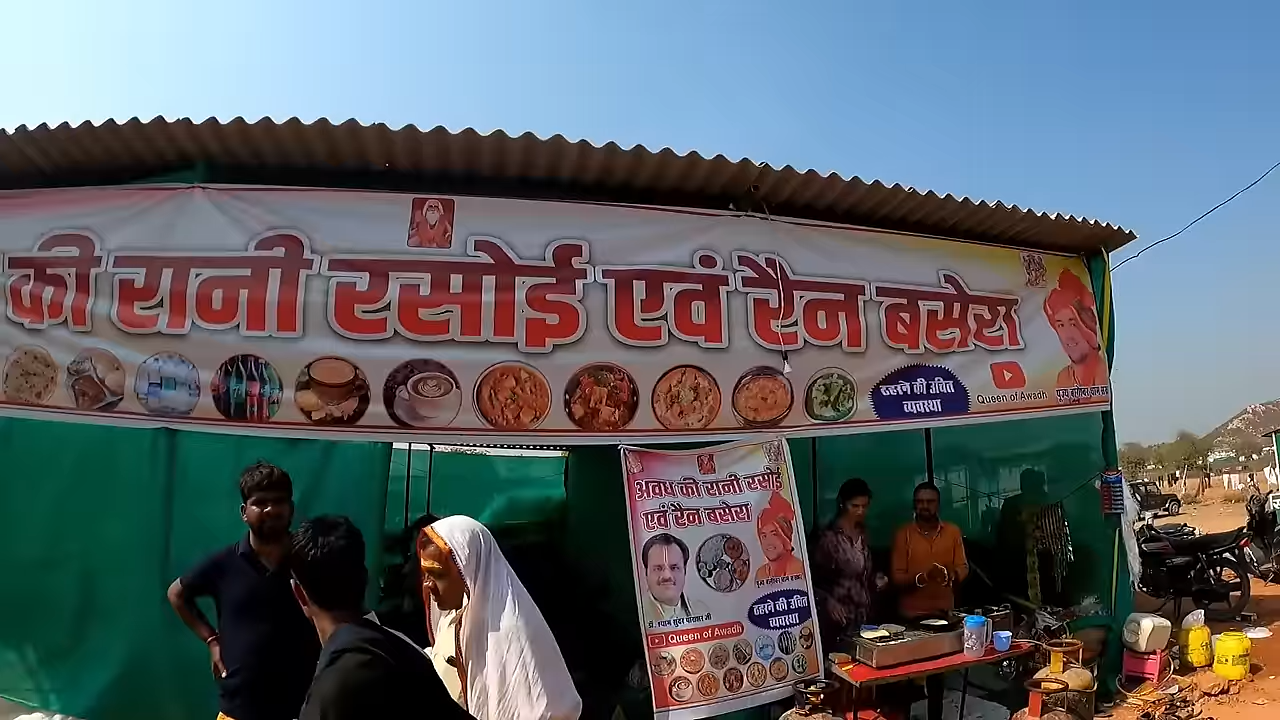 की रानी रसोई एवं रैन बसेरा
ठहरने की उचित
व्यवस्था
Queen of Awadh
अवध की रानी रसोई
एवं रैन बसेरा
ठहरने की उचित
व्यवस्था
Queen of Awadh